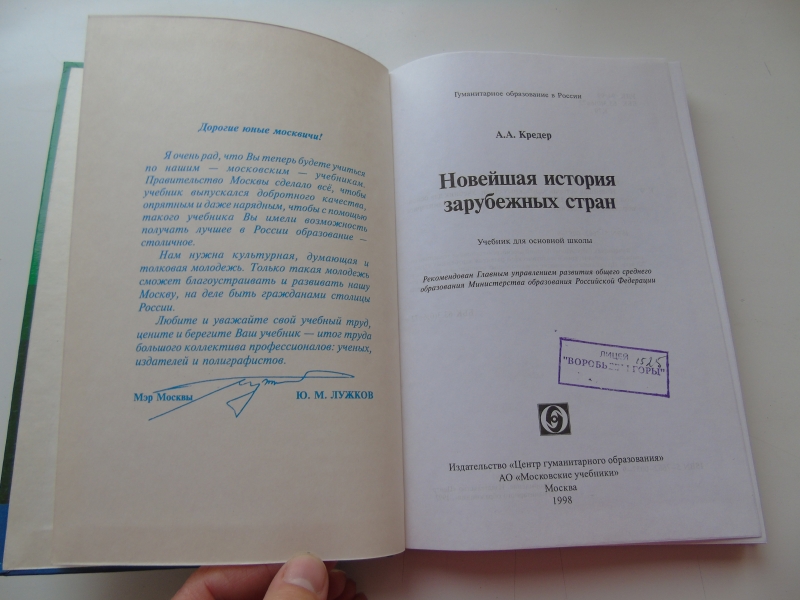 Дорогие юные москвичи!
Я очень рад, что Вы теперь будете учиться
по нашим — московским — учебникам.
Правительство Москвы сделало всё, чтобы
учебник выпускался добротного качества,
опрятным и даже нарядным, чтобы с помощью
такого учебника Вы имели возможность
получать лучшее в России образование —
столичное.
Нам нужна культурная, думающая и
толковая молодежь. Только такая молодежь
сможет благоустраивать и развивать нашу
Москву, на деле быть гражданами столицы
России.
Любите и уважайте свой учебный труд,
цените и берегите Ваш учебник — итог труда
большого коллектива профессионалов: ученых,
издателей и полиграфистов.
Мэр Москвы Ю. М. ЛУЖКОВ
Гуманитарное образование в России
А.А. Кредер
Новейшая история
зарубежных стран
Учебник для основной школы
Рекомендован Главным управлением развития общего среднего
образования Министерства образования Российской Федерации
ЛИЦЕЙ 1525
"ВОРОБЬЕВЫ ГОРЫ"
Издательство «Центр гуманитарного образования»
АО «Московские учебники»
Москва
1998